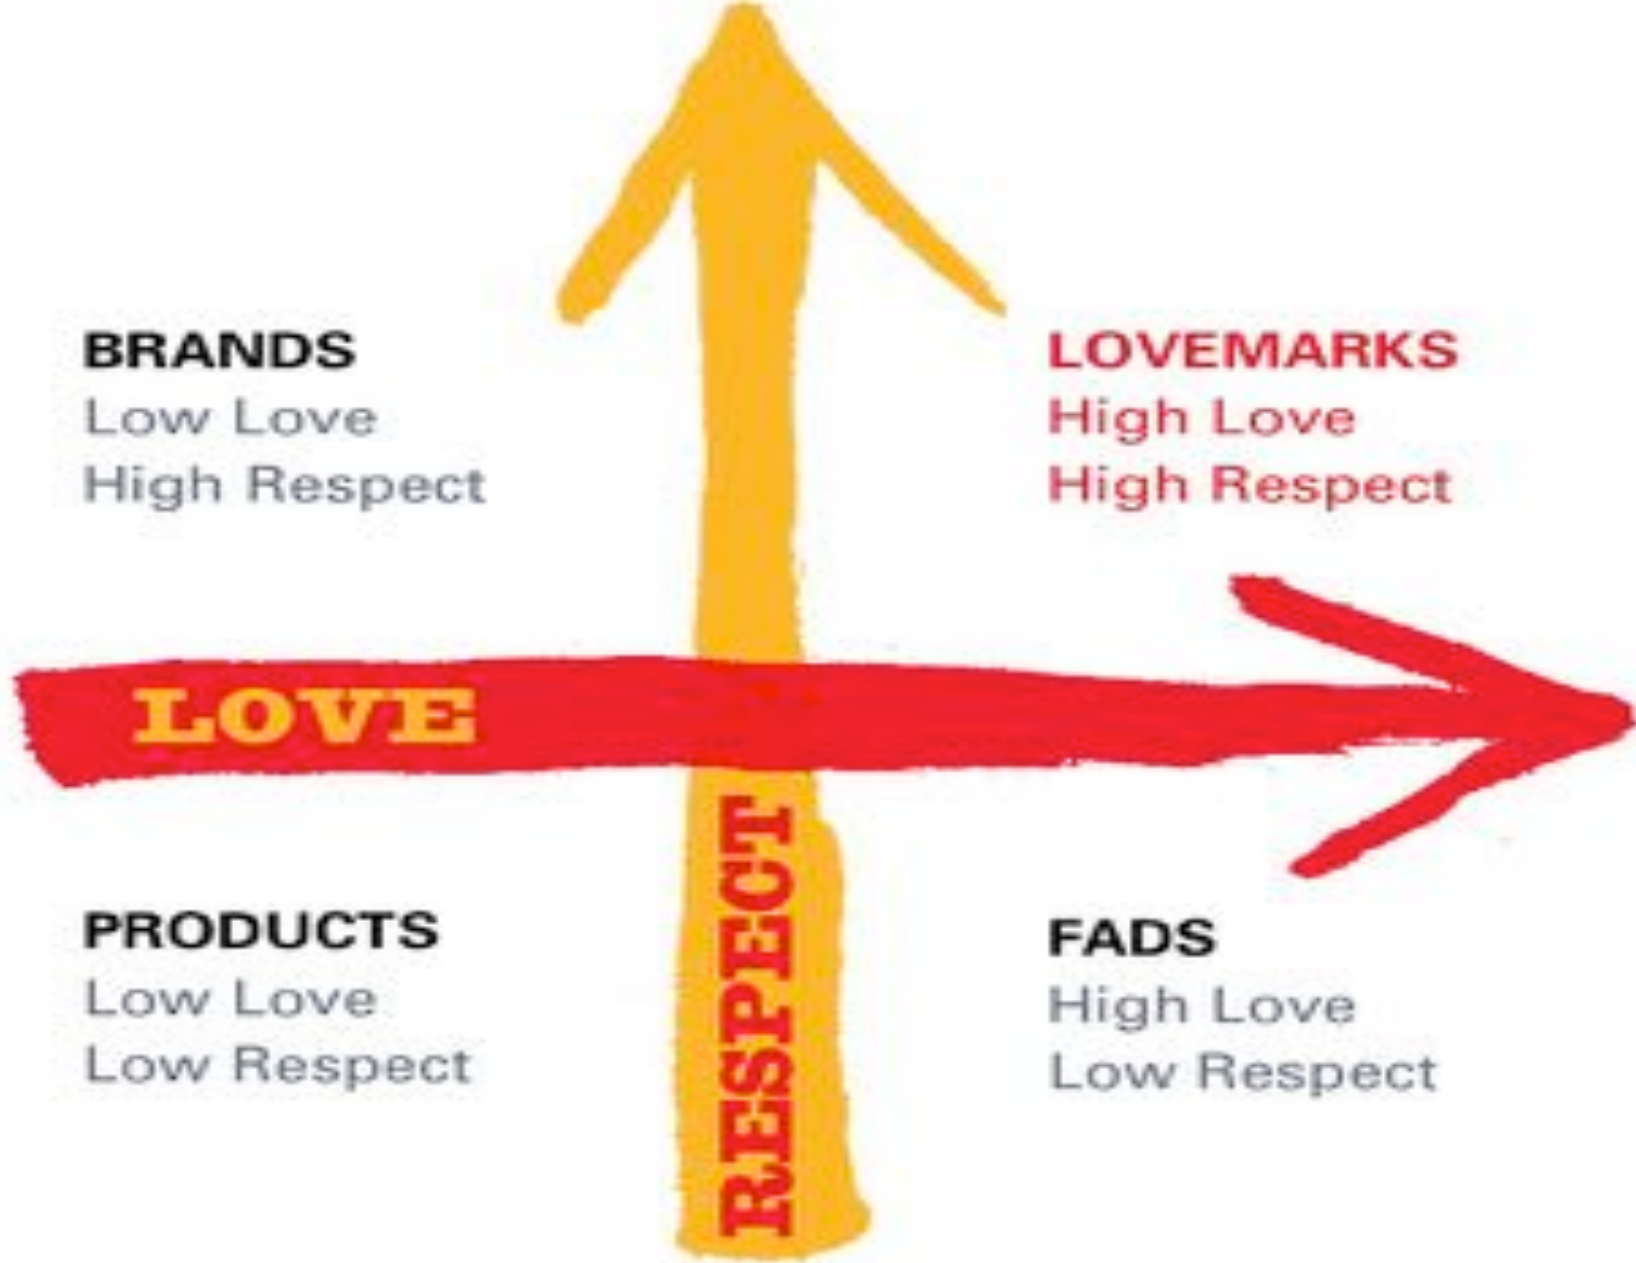 BRANDS
Low Love
High Respect
LOVEMARKS
High Love
High Respect
LOVE
RESPECT
PRODUCTS
Low Love
Low Respect
FADS
High Love
Low Respect